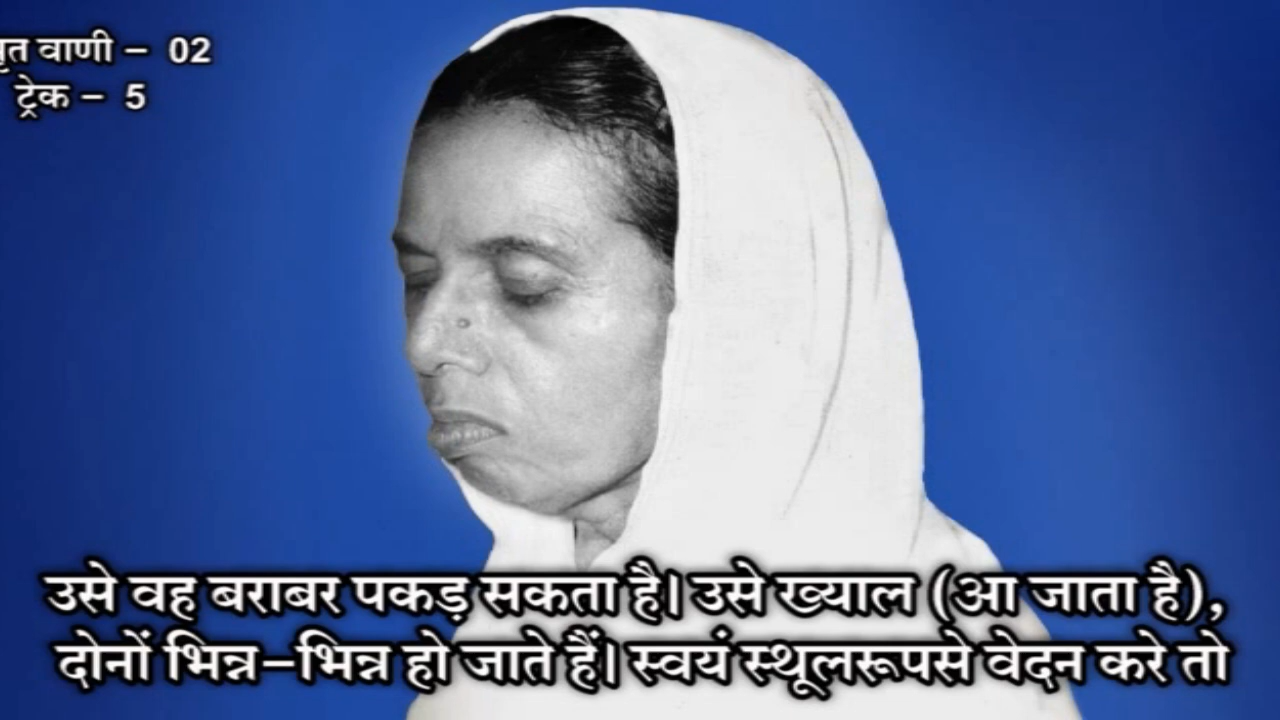 वाणी – 02
ट्रेक – 5
उसे वह बराबर पकड़ सकता है। उसे ख्याल (आ जाता है),
दोनों भिन्न–भिन्न हो जाते हैं। स्वयं स्थूलरूपसे वेदन करे तो